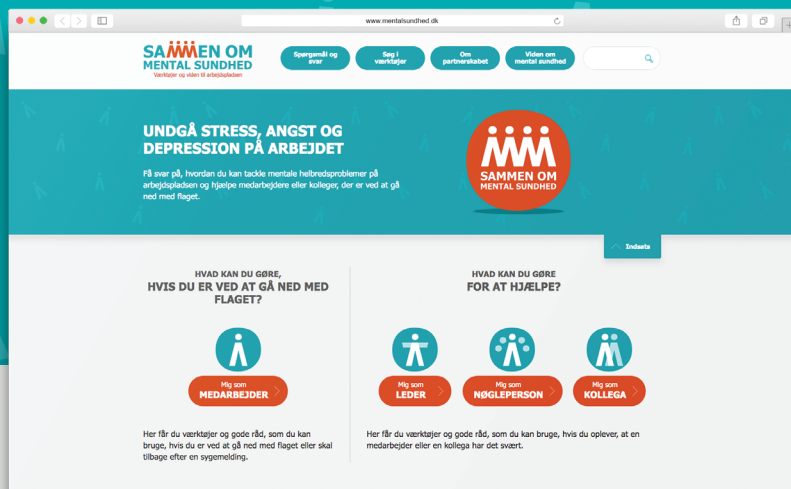 www.mentalsundhed.dk
SAMMEN OM
MENTAL SUNDHED
Værktøjer og viden til arbejdspladsen
Spørgsmål og
svar
Søg i
værktøjer
Om
partnerskabet
Viden om
mental sundhed
UNDGÅ STRESS, ANGST OG
DEPRESSION PÅ ARBEJDET
Få svar på, hvordan du kan tackle mentale helbredsproblemer på
arbejdspladsen og hjælpe medarbejdere eller kolleger, der er ved at gå
ned med flaget.
SAMMEN OM
MENTAL SUNDHED
Indsats
HVAD KAN DU GØRE,
HVIS DU ER VED AT GÅ NED MED
FLAGET?
Mig som
MEDARBEJDER
Her får du værktøjer og gode råd, som du kan
bruge, hvis du er ved at gå ned med flaget eller skal
tilbage efter en sygemelding.
HVAD KAN DU GØRE
FOR AT HJÆLPE?
Mig som
LEDER
Mig som
NØGLEPERSON
Mig som
KOLLEGA
Her får du værktøjer og gode råd, som du kan bruge, hvis du oplever, at en
medarbejder eller en kollega har det svært.